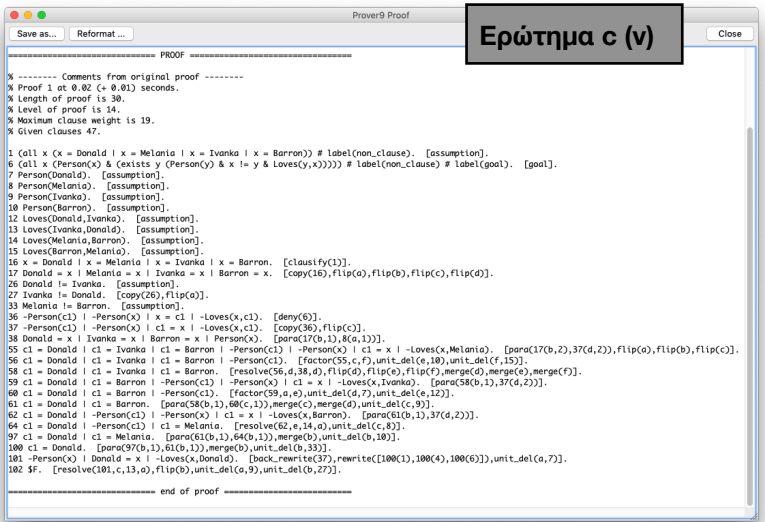 Prover9 Proof
Save as...
Reformat ...
Ερώτημα c (v)
Close
============================== PROOF =================================
% -------- Comments from original proof --------
% Proof 1 at 0.02 (+ 0.01) seconds.
% Length of proof is 30.
% Level of proof is 14.
% Maximum clause weight is 19.
% Given clauses 47.
1 (all x (x = Donald | x = Melania | x = Ivanka | x = Barron)) # label(non_clause). [assumption].
6 (all x (Person(x) & (exists y (Person(y) & x != y & Loves(y,x))))) # label(non_clause) # label(goal). [goal].
7 Person(Donald). [assumption].
8 Person(Melania). [assumption].
9 Person(Ivanka). [assumption].
10 Person(Barron). [assumption].
12 Loves(Donald,Ivanka). [assumption].
13 Loves(Ivanka,Donald). [assumption].
14 Loves(Melania,Barron). [assumption].
15 Loves(Barron,Melania). [assumption].
16 x = Donald | x = Melania | x = Ivanka | x = Barron. [clausify(1)].
17 Donald = x | Melania = x | Ivanka = x | Barron = x. [copy(16),flip(a),flip(b),flip(c),flip(d)].
26 Donald != Ivanka. [assumption].
27 Ivanka != Donald. [copy(26),flip(a)].
33 Melania != Barron. [assumption].
36 -Person(c1) | -Person(x) | x = c1 | -Loves(x,c1). [deny(6)].
37 -Person(c1) | -Person(x) | c1 = x | -Loves(x,c1). [copy(36),flip(c)].
38 Donald = x | Ivanka = x | Barron = x | Person(x). [para(17(b,1),8(a,1))].
55 c1 = Donald | c1 = Ivanka | c1 = Barron | -Person(c1) | -Person(x) | c1 = x | -Loves(x,Melania). [para(17(b,2),37(d,2)),flip(a),flip(b),flip(c)].
56 c1 = Donald | c1 = Ivanka | c1 = Barron | -Person(c1). [factor(55,c,f),unit_del(e,10),unit_del(f,15)].
58 c1 = Donald | c1 = Ivanka | c1 = Barron. [resolve(56,d,38,d),flip(d),flip(e),flip(f),merge(d),merge(e),merge(f)].
59 c1 = Donald | c1 = Barron | -Person(c1) | -Person(x) | c1 = x | -Loves(x,Ivanka). [para(58(b,1),37(d,2))].
60 c1 = Donald | c1 = Barron | -Person(c1). [factor(59,a,e),unit_del(d,7),unit_del(e,12)].
61 c1 = Donald | c1 = Barron. [para(58(b,1),60(c,1)),merge(c),merge(d),unit_del(c,9)].
62 c1 = Donald | -Person(c1) | -Person(x) | c1 = x | -Loves(x,Barron). [para(61(b,1),37(d,2))].
64 c1 = Donald | -Person(c1) | c1 = Melania. [resolve(62,e,14,a),unit_del(c,8)].
97 c1 = Donald | c1 = Melania. [para(61(b,1),64(b,1)),merge(b),unit_del(b,10)].
100 c1 = Donald. [para(97(b,1),61(b,1)),merge(b),unit_del(b,33)].
101 -Person(x) | Donald = x | -Loves(x,Donald). [back_rewrite(37),rewrite([100(1),100(4),100(6)]),unit_del(a,7)].
102 $F. [resolve(101,c,13,a),flip(b),unit_del(a,9),unit_del(b,27)].
============================== end of proof ==========================